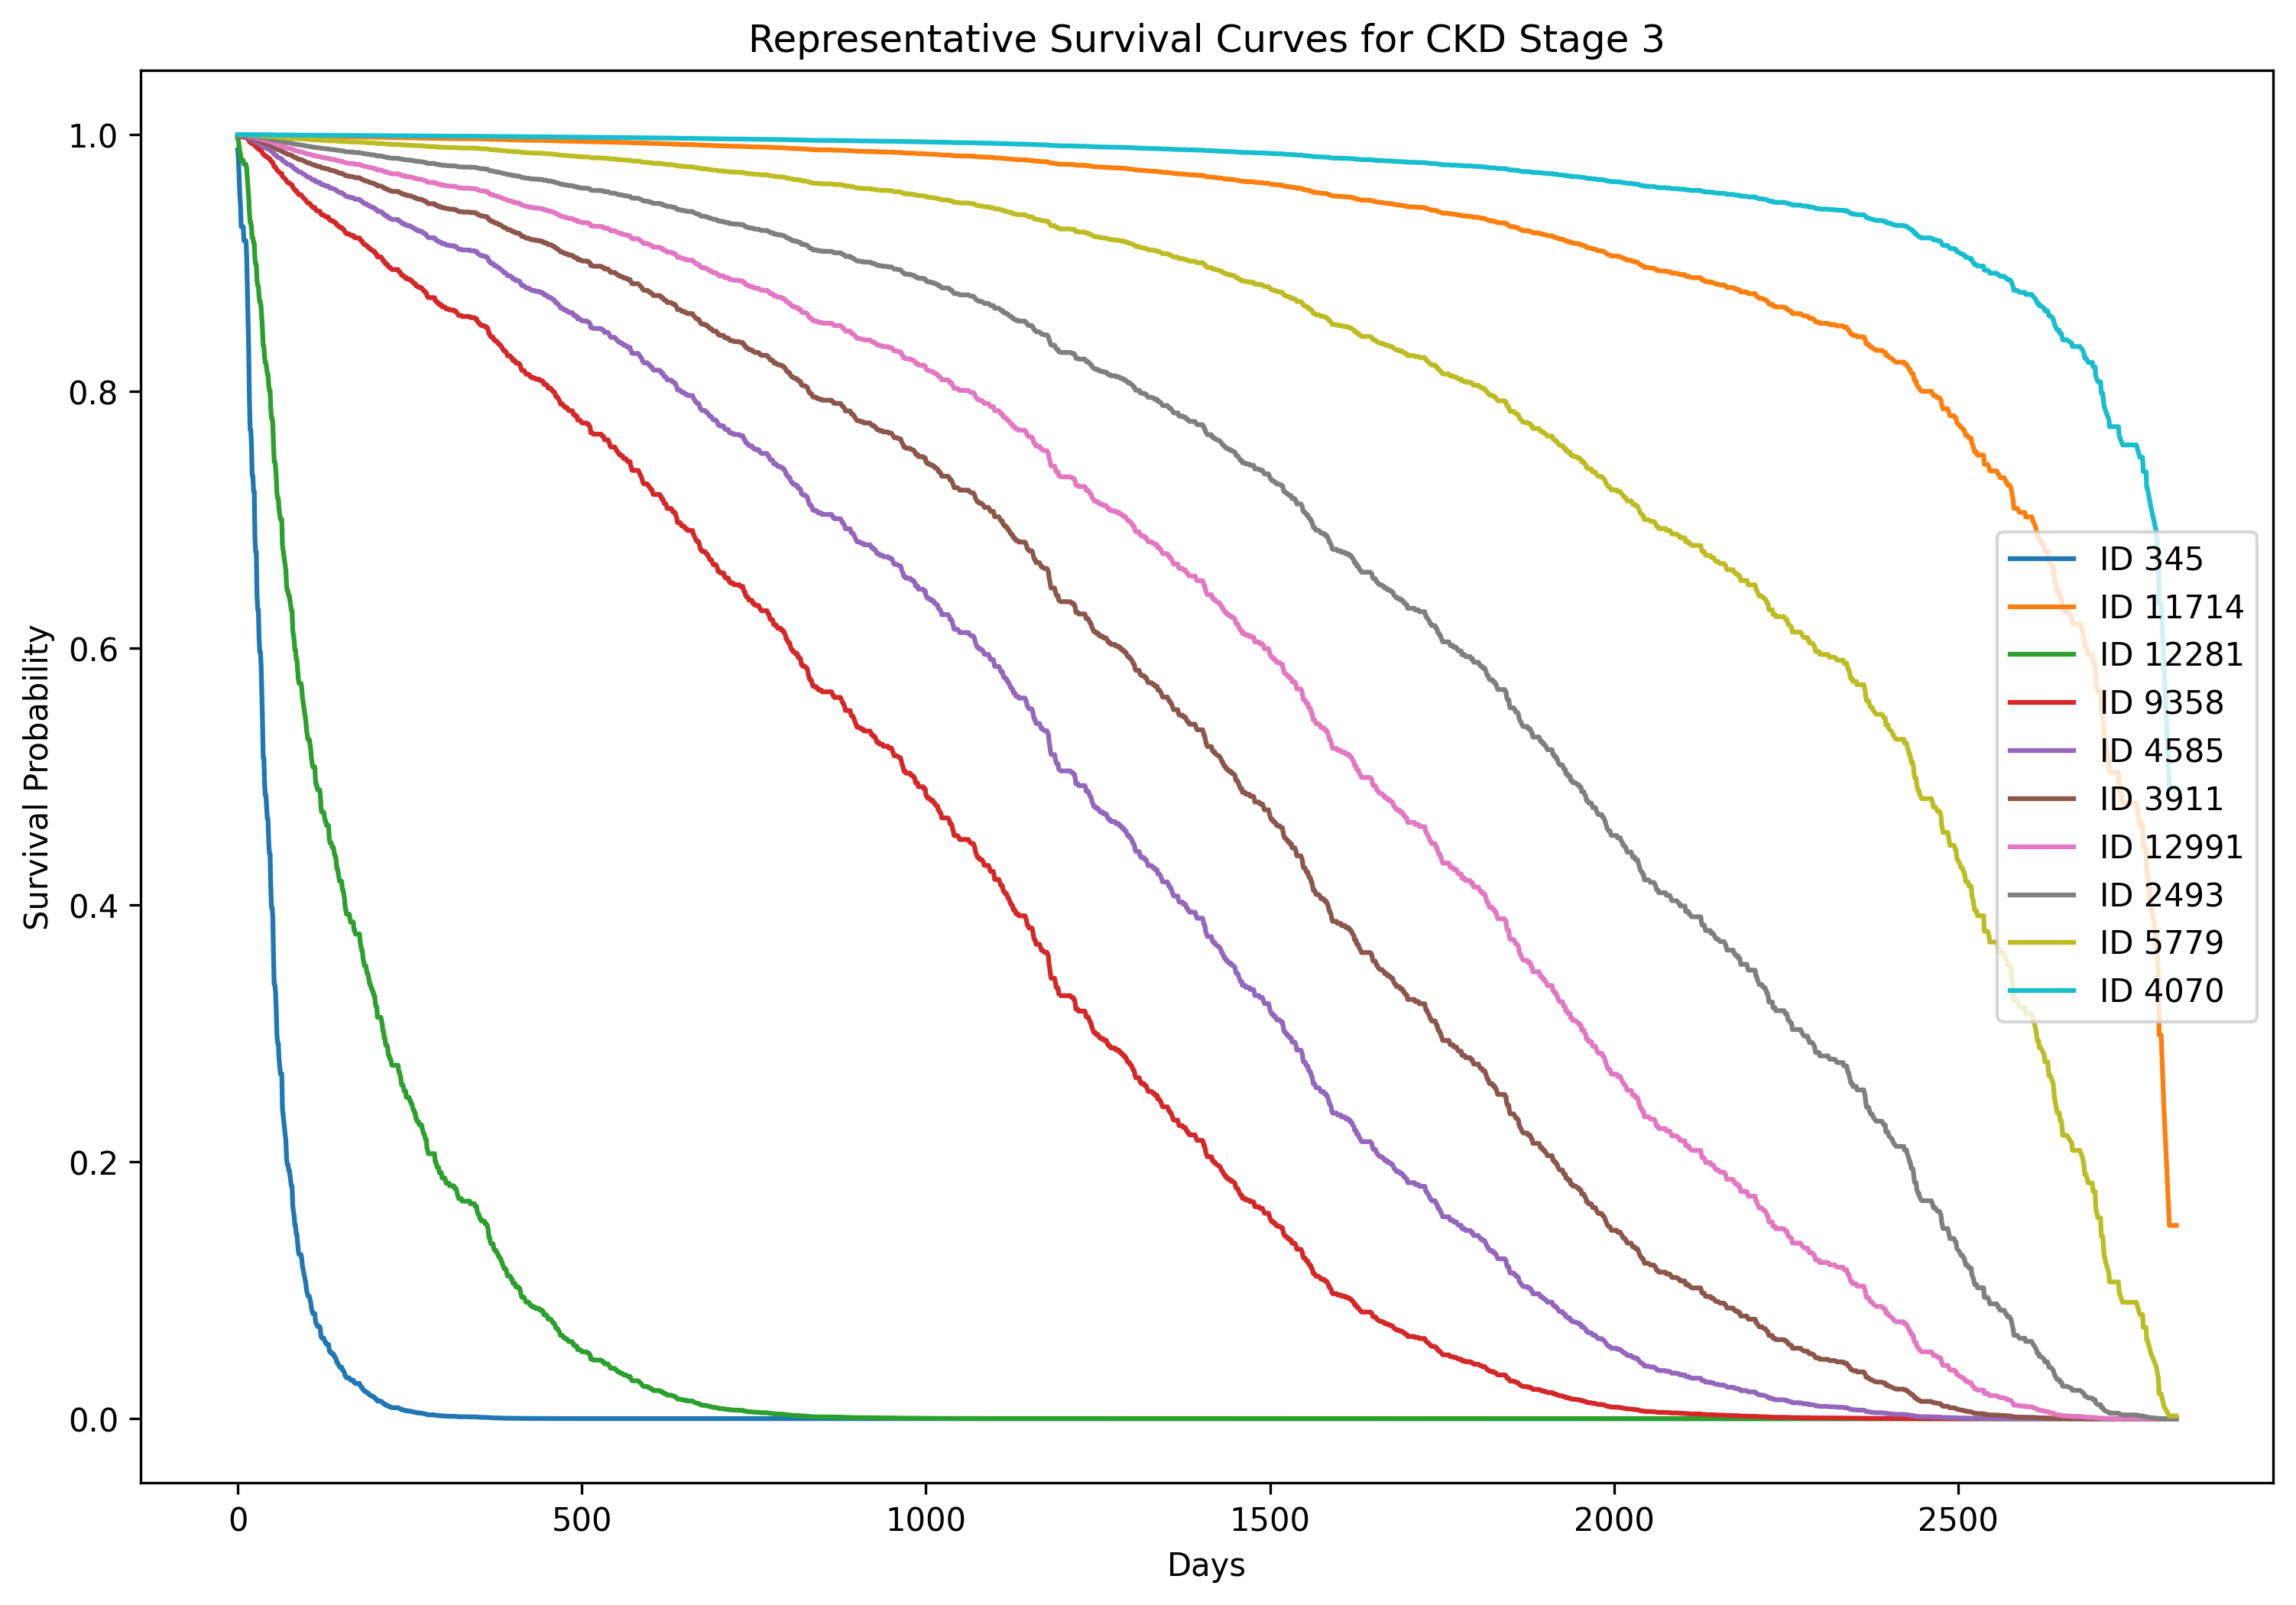 Representative Survival Curves for CKD Stage 3
1.0
0.8
0.6
0.4
0.2
0.0
Survival Probability
ID 345
ID 11714
ID 12281
ID 9358
ID 4585
ID 3911
ID 12991
ID 2493
ID 5779
ID 4070
0 500 1000 1500 2000 2500
Days